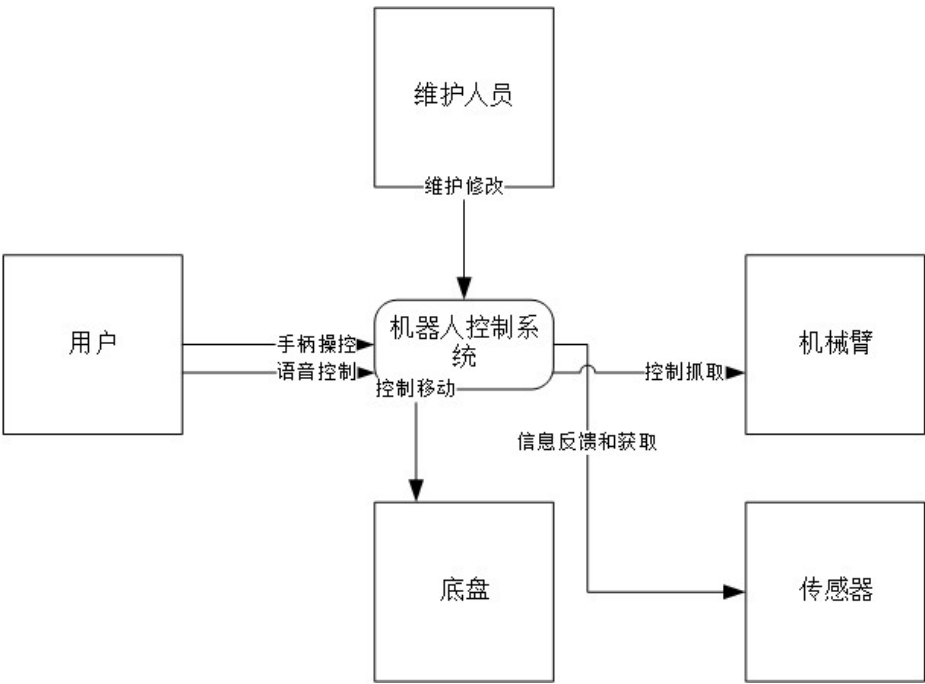 维护人员
维护修改
用户
手柄操控
语音控制
机器人控制系
统
控制移动
控制抓取
机械臂
信息反馈和获取
底盘
传感器